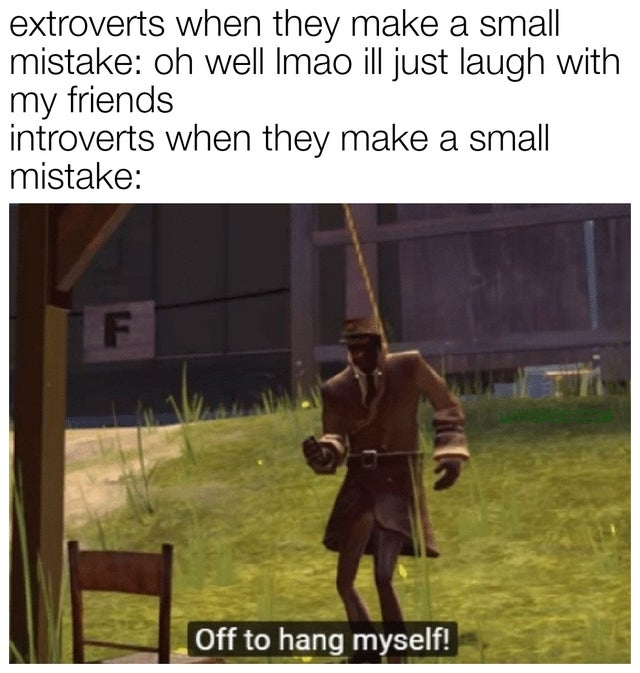 extroverts when they make a small
mistake: oh well lmao ill just laugh with
my friends
introverts when they make a small
mistake:
F
Off to hang myself!